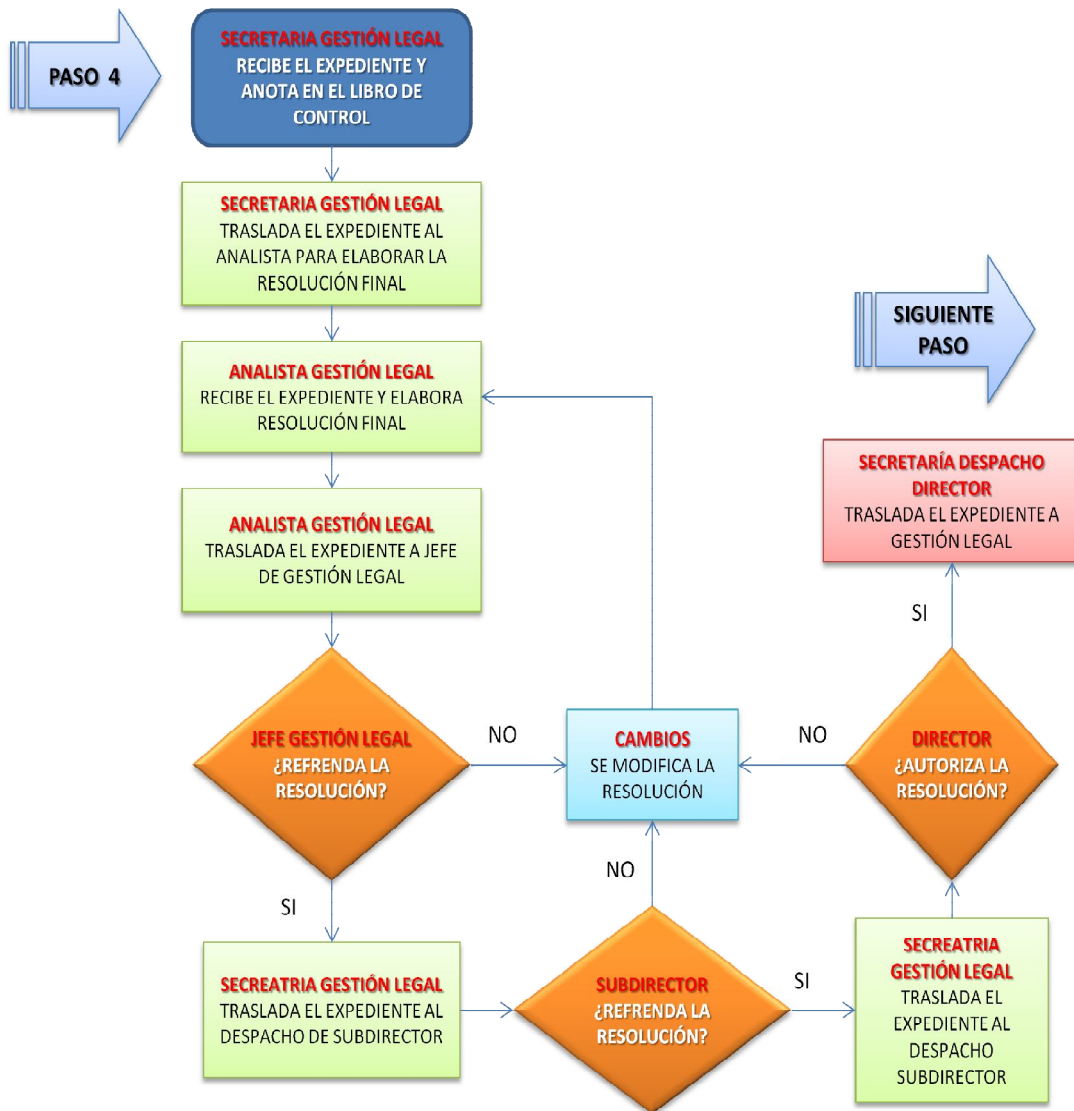 PASO 4
SECRETARIA GESTIÓN LEGAL
RECIBE EL EXPEDIENTE Y
ANOTA EN EL LIBRO DE
CONTROL
SECRETARIA GESTIÓN LEGAL
TRASLADA EL EXPEDIENTE AL
ANALISTA PARA ELABORAR LA
RESOLUCIÓN FINAL
ANALISTA GESTIÓN LEGAL
RECIBE EL EXPEDIENTE Y ELABORA
RESOLUCIÓN FINAL
ANALISTA GESTIÓN LEGAL
TRASLADA EL EXPEDIENTE A JEFE
DE GESTIÓN LEGAL
JEFE GESTIÓN LEGAL
¿REFRENDA LA
RESOLUCIÓN?
NO
SI
CAMBIOS
SE MODIFICA LA
RESOLUCIÓN
SECREATRIA GESTIÓN LEGAL
TRASLADA EL EXPEDIENTE AL
DESPACHO DE SUBDIRECTOR
SUBDIRECTOR
¿REFRENDA LA
RESOLUCIÓN?
NO
SI
SECREATRIA
GESTIÓN LEGAL
TRASLADA EL
EXPEDIENTE AL
DESPACHO
SUBDIRECTOR
DIRECTOR
¿AUTORIZA LA
RESOLUCIÓN?
NO
SI
SECRETARÍA DESPACHO
DIRECTOR
TRASLADA EL EXPEDIENTE A
GESTIÓN LEGAL
SIGUIENTE
PASO